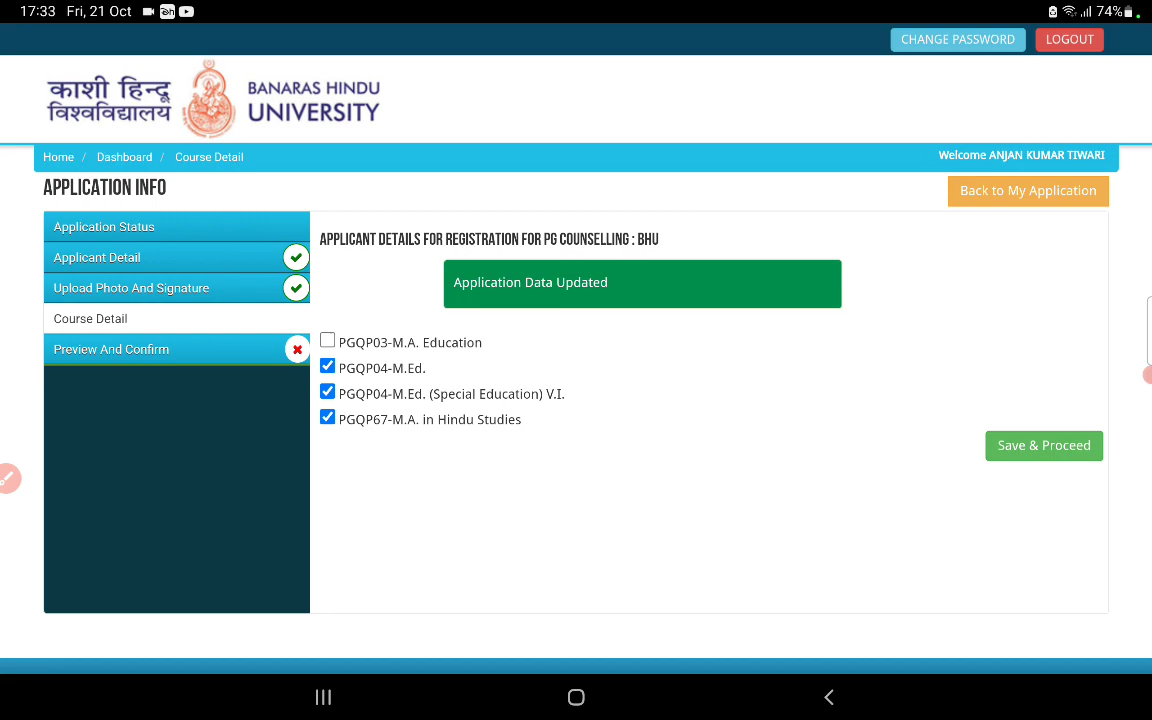 17:33 Fri, 21 Oct
74%
CHANGE PASSWORD
LOGOUT
काशी हिन्दू
विश्वविद्यालय
BANARAS HINDU
UNIVERSITY
Home / Dashboard / Course Detail
Welcome ANJAN KUMAR TIWARI
APPLICATION INFO
Back to My Application
Application Status
Applicant Detail
Upload Photo And Signature
Course Detail
Preview And Confirm
APPLICANT DETAILS FOR REGISTRATION FOR PG COUNSELLING : BHU
Application Data Updated
PGQP03-M.A. Education
PGQP04-M.Ed.
PGQP04-M.Ed. (Special Education) V.I.
PGQP67-M.A. in Hindu Studies
Save & Proceed